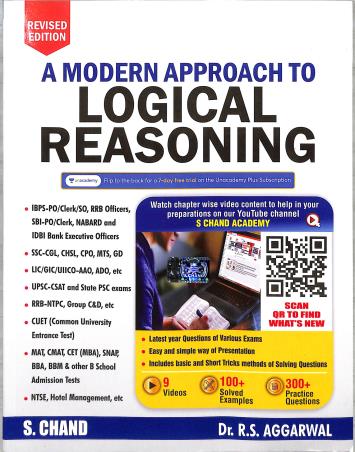 REVISED
EDITION
A MODERN APPROACH TO
LOGICAL
REASONING
unacademy Flip to the back for a 7-day free trial on the Unacademy Plus Subscription
• IBPS-PO/Clerk/SO, RRB Officers,
SBI-PO/Clerk, NABARD and
IDBI Bank Executive Officers
• SSC-CGL, CHSL, CPO, MTS, GD
• LIC/GIC/UIICO-AAO, ADO, etc
• UPSC-CSAT and State PSC exams
• RRB-NTPC, Group C&D, etc
• CUET (Common University
Entrance Test)
• MAT, CMAT, CET (MBA), SNAP,
BBA, BBM & other B School
Admission Tests
• NTSE, Hotel Management, etc
Watch chapter wise video content to help in your
preparations on our YouTube channel
S CHAND ACADEMY
SCAN
QR TO FIND
WHAT'S NEW
• Latest year Questions of Various Exams
• Easy and simple way of Presentation
• Includes basic and Short Tricks methods of Solving Questions
9
Videos
100+
Solved
Examples
300+
Practice
Questions
S. CHAND
Dr. R.S. AGGARWAL